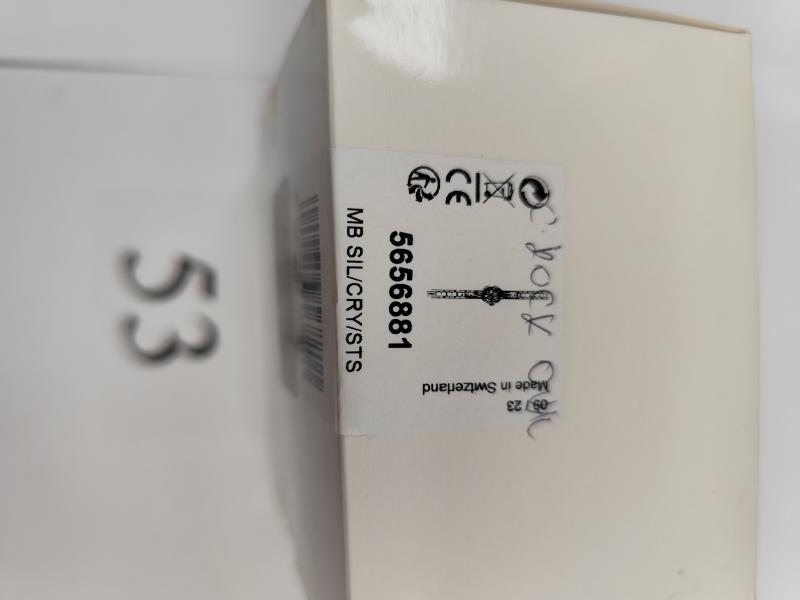 53
5656881
MB SIL/CRY/STS
Made in Switzerland
09 / 23